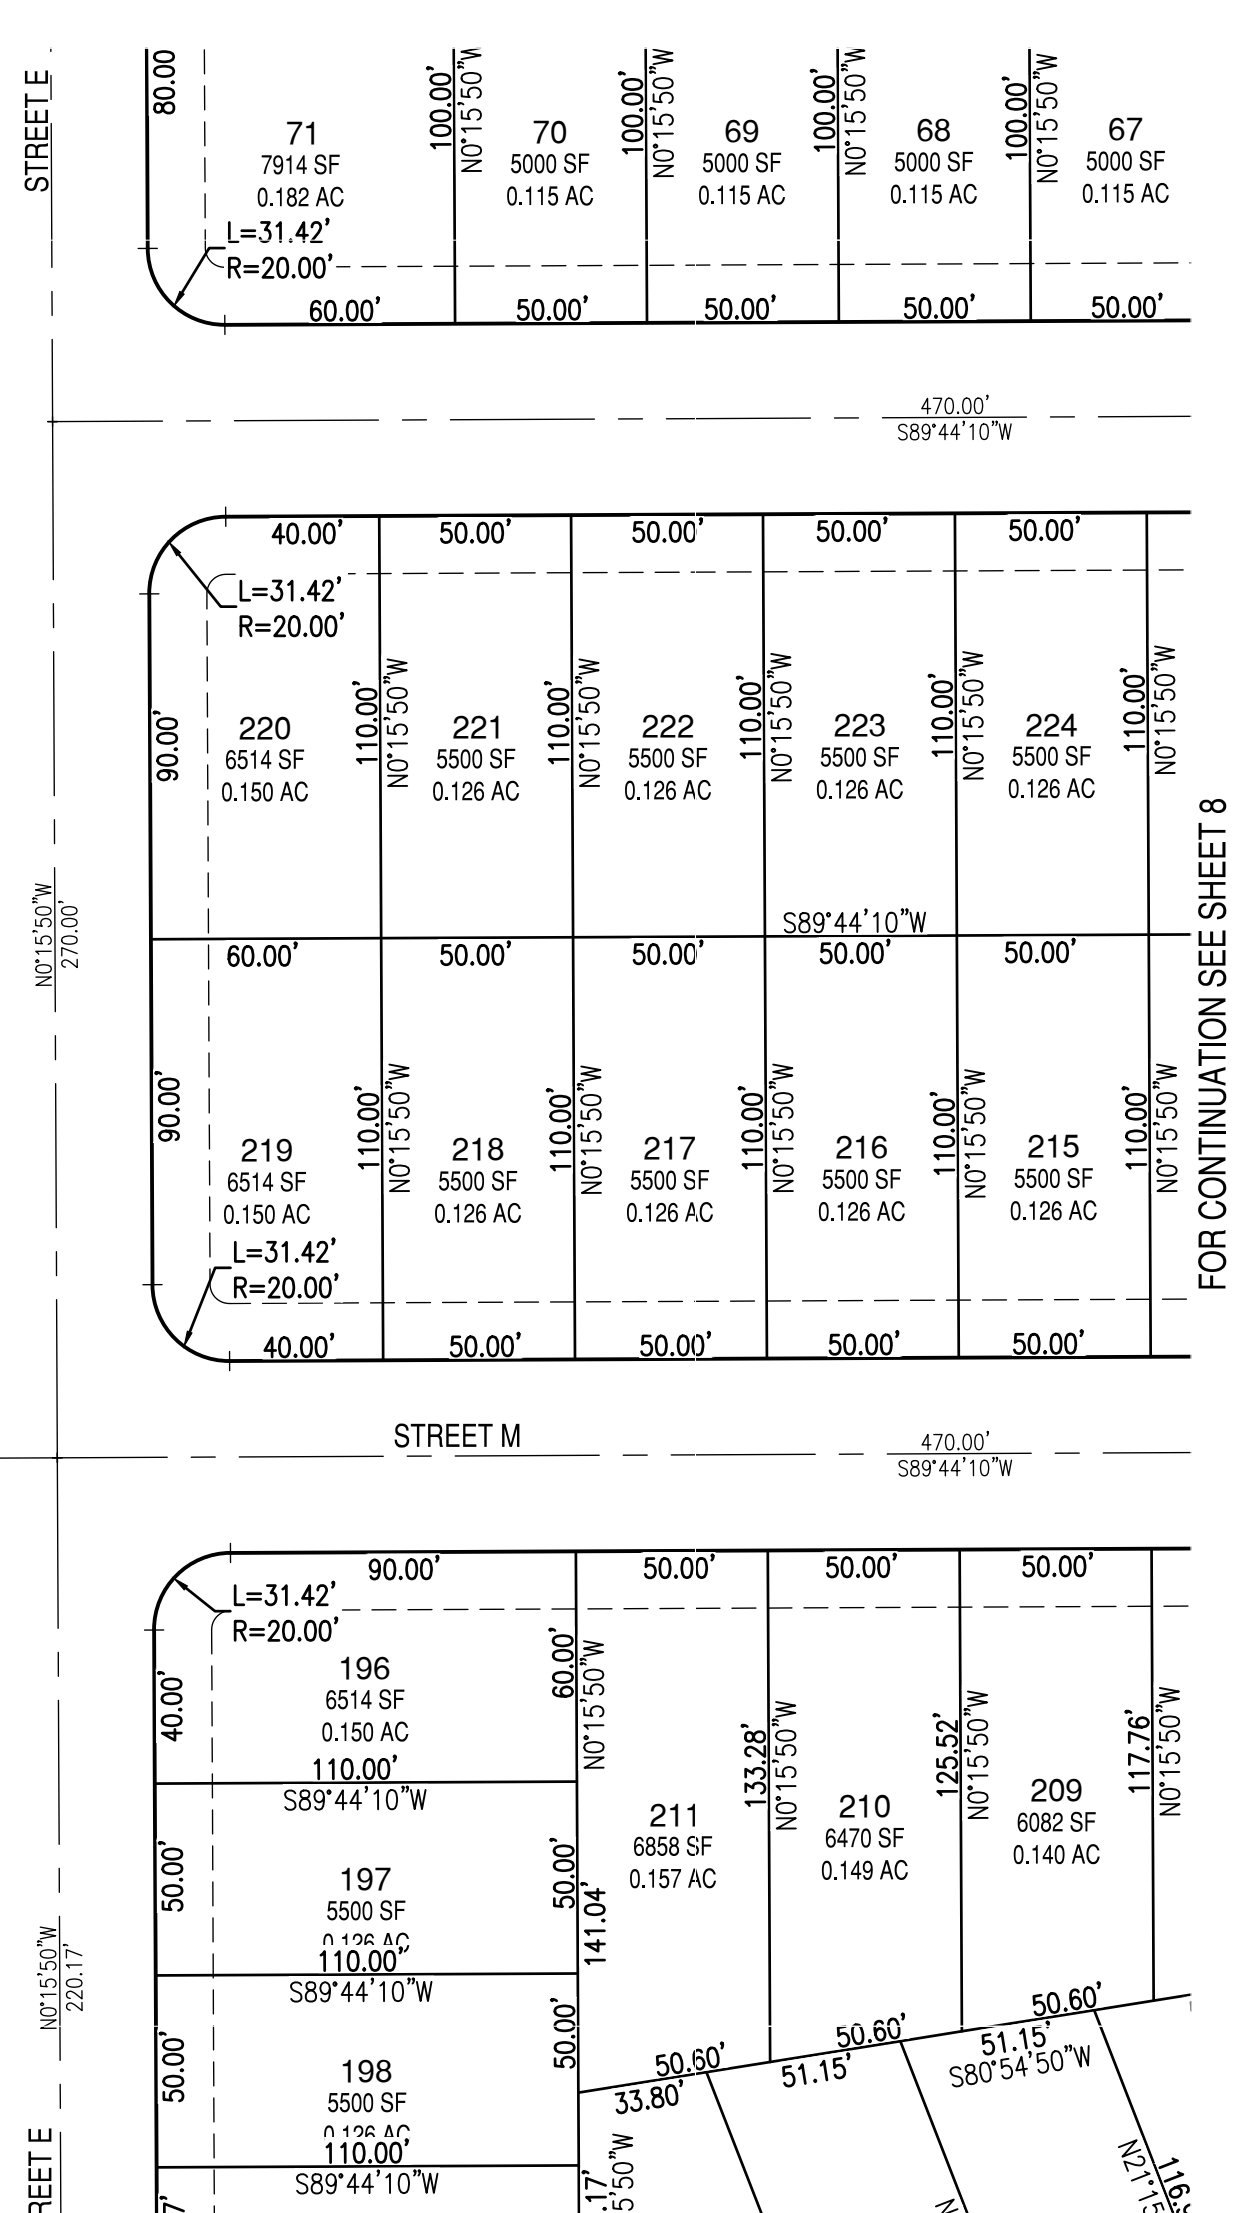 STREET E
80.00
71
7914 SF
0.182 AC
L=31.42'
R=20.00'
60.00'
100.00'
N0°15'50"W
70
5000 SF
0.115 AC
50.00'
100.00'
N0°15'50"W
69
5000 SF
0.115 AC
50.00'
100.00'
N0°15'50"W
68
5000 SF
0.115 AC
50.00'
100.00'
N0°15'50"W
67
5000 SF
0.115 AC
50.00'
470.00'
S89°44'10"W
40.00'
50.00'
50.00'
50.00'
50.00'
L=31.42'
R=20.00'
90.00'
220
6514 SF
0.150 AC
110.00'
N0°15'50"W
221
5500 SF
0.126 AC
110.00'
N0°15'50"W
222
5500 SF
0.126 AC
110.00'
N0°15'50"W
223
5500 SF
0.126 AC
110.00'
N0°15'50"W
224
5500 SF
0.126 AC
110.00'
N0°15'50"W
S89°44'10"W
60.00'
50.00'
50.00'
50.00'
50.00'
N0°15'50"W
270.00'
FOR CONTINUATION SEE SHEET 8
90.00'
219
6514 SF
0.150 AC
L=31.42'
R=20.00'
110.00'
N0°15'50"W
218
5500 SF
0.126 AC
110.00'
N0°15'50"W
217
5500 SF
0.126 AC
110.00'
N0°15'50"W
216
5500 SF
0.126 AC
110.00'
N0°15'50"W
215
5500 SF
0.126 AC
110.00'
N0°15'50"W
40.00'
50.00'
50.00'
50.00'
50.00'
STREET M
470.00'
S89°44'10"W
90.00'
50.00'
50.00'
50.00'
L=31.42'
R=20.00'
40.00'
196
6514 SF
0.150 AC
60.00'
N0°15'50"W
110.00'
S89°44'10"W
50.00'
197
5500 SF
0.126 AC
50.00'
141.04'
110.00'
S89°44'10"W
211
6858 SF
0.157 AC
133.28'
N0°15'50"W
210
6470 SF
0.149 AC
125.52'
N0°15'50"W
209
6082 SF
0.140 AC
117.76'
N0°15'50"W
N0°15'50"W
220.17'
50.00'
198
5500 SF
0.126 AC
50.00'
110.00'
S89°44'10"W
50.60'
50.60'
50.60'
33.80'
51.15'
51.15'
S80°54'50"W
REET E
7'
.17'
5'50"W
N
N21°15
116.9